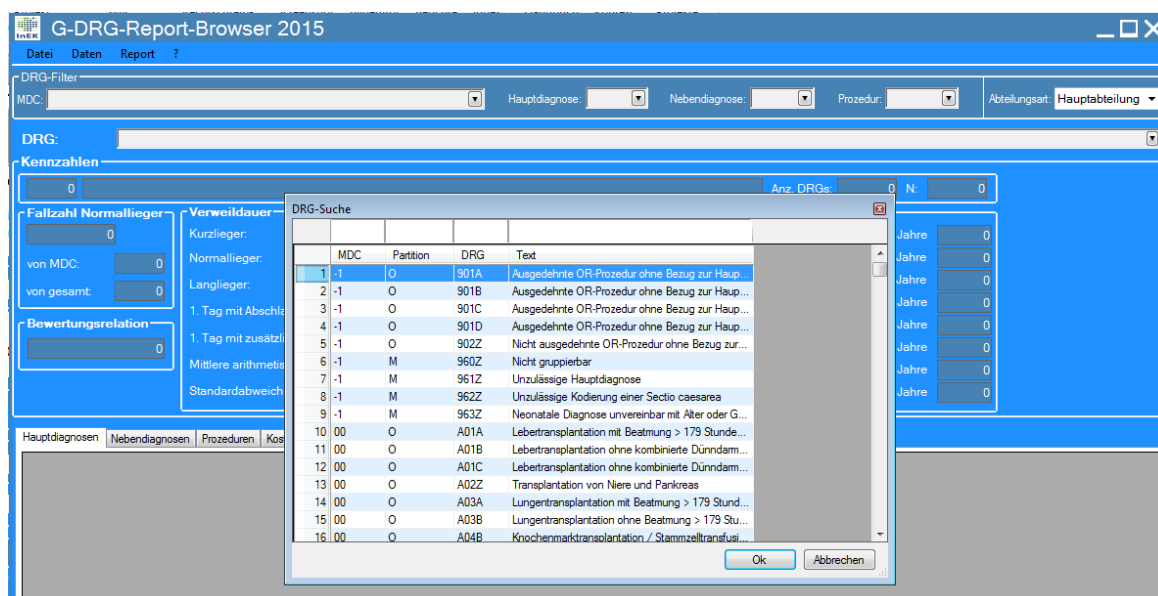 InEK G-DRG-Report-Browser 2015
Datei Daten Report ?
DRG-Filter
MDC: Hauptdiagnose: Nebendiagnose: Prozedur: Abteilungsart: Hauptabteilung
DRG:
Kennzahlen
0 Anz. DRGs: 0 N: 0
Fallzahl Normallieger
0
von MDC: 0
von gesamt: 0
Bewertungsrelation
0
Verweildauer
Kurzlieger:
Normallieger:
Langlieger:
1. Tag mit Abschla
1. Tag mit zusätzli
Mittlere arithmetis
Standardabweich
Jahre 0
Jahre 0
Jahre 0
Jahre 0
Jahre 0
Jahre 0
Jahre 0
Jahre 0
Hauptdiagnosen Nebendiagnosen Prozeduren Kos
DRG-Suche
MDC Partition DRG Text
1 -1 O 901A Ausgedehnte OR-Prozedur ohne Bezug zur Haup...
2 -1 O 901B Ausgedehnte OR-Prozedur ohne Bezug zur Haup...
3 -1 O 901C Ausgedehnte OR-Prozedur ohne Bezug zur Haup...
4 -1 O 901D Ausgedehnte OR-Prozedur ohne Bezug zur Haup...
5 -1 O 902Z Nicht ausgedehnte OR-Prozedur ohne Bezug zur...
6 -1 M 960Z Nicht gruppierbar
7 -1 M 961Z Unzulässige Hauptdiagnose
8 -1 M 962Z Unzulässige Kodierung einer Sectio caesarea
9 -1 M 963Z Neonatale Diagnose unvereinbar mit Alter oder G...
10 00 O A01A Lebertransplantation mit Beatmung > 179 Stunde...
11 00 O A01B Lebertransplantation ohne kombinierte Dünndarm...
12 00 O A01C Lebertransplantation ohne kombinierte Dünndarm...
13 00 O A02Z Transplantation von Niere und Pankreas
14 00 O A03A Lungentransplantation mit Beatmung > 179 Stund...
15 00 O A03B Lungentransplantation ohne Beatmung > 179 Stu...
16 00 O A04B Knochenmarktransplantation / Stammzelltransfusi...
Ok Abbrechen